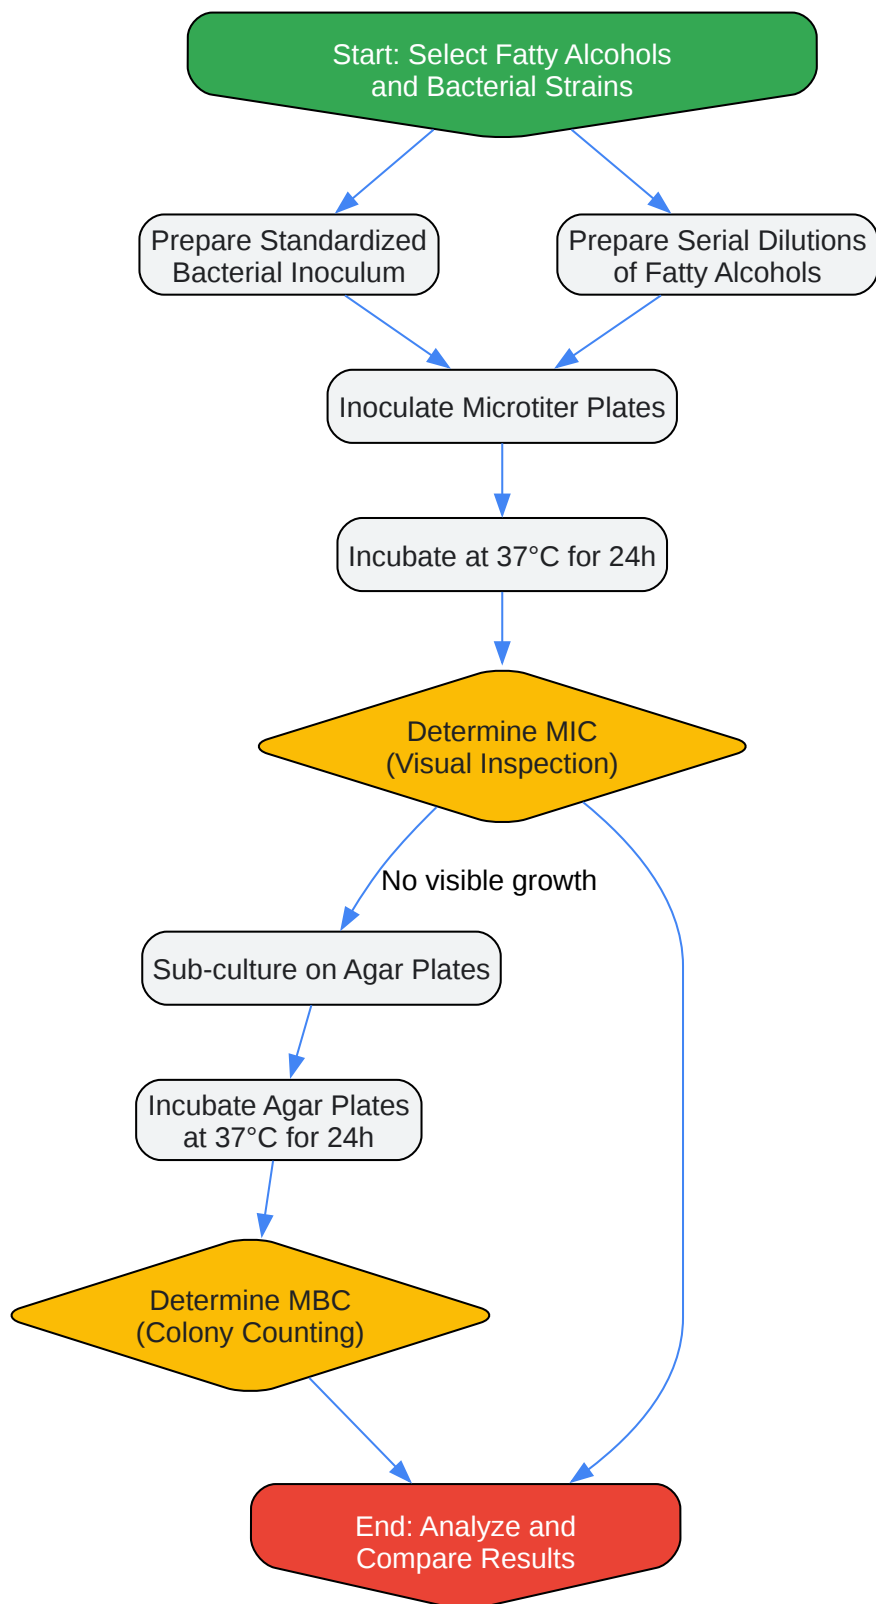 Start: Select Fatty Alcohols
and Bacterial Strains
Prepare Standardized
Bacterial Inoculum
Prepare Serial Dilutions
of Fatty Alcohols
Inoculate Microtiter Plates
Incubate at 37°C for 24h
Determine MIC
(Visual Inspection)
No visible growth
Sub-culture on Agar Plates
Incubate Agar Plates
at 37°C for 24h
Determine MBC
(Colony Counting)
End: Analyze and
Compare Results